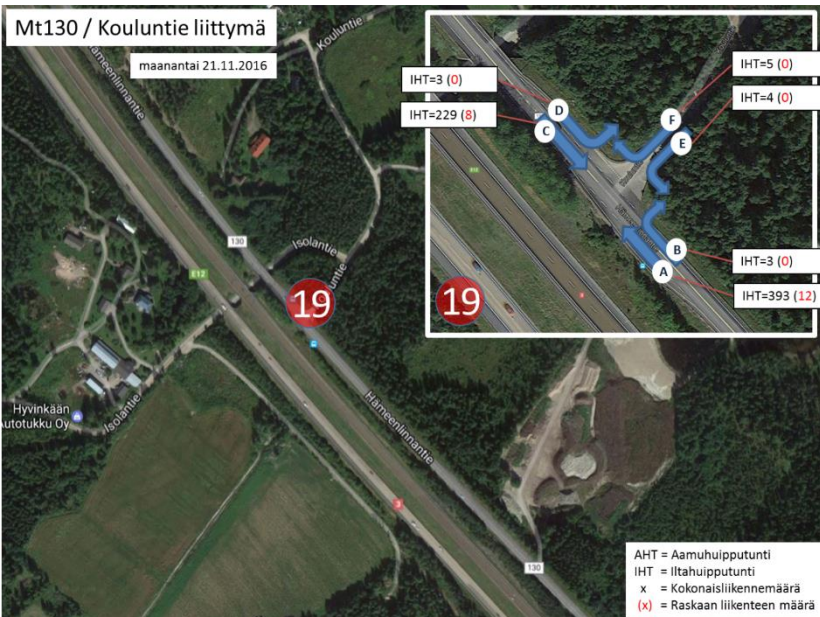 Mt130 / Kouluntie liittymä
maanantai 21.11.2016
Hämeenlinnantie
Kouluntie
130
Isolantie
E12
19
Hyvinkään
Autotukku Oy
Isolantie
Hämeenlinnantie
3
130
IHT=3 (0)
IHT=229 (8)
IHT=5 (0)
IHT=4 (0)
D
C
F
E
B
A
IHT=3 (0)
IHT=393 (12)
19
AHT = Aamuhuipputunti
IHT = Iltahuipputunti
x = Kokonaisliikennemäärä
(x) = Raskaan liikenteen määrä